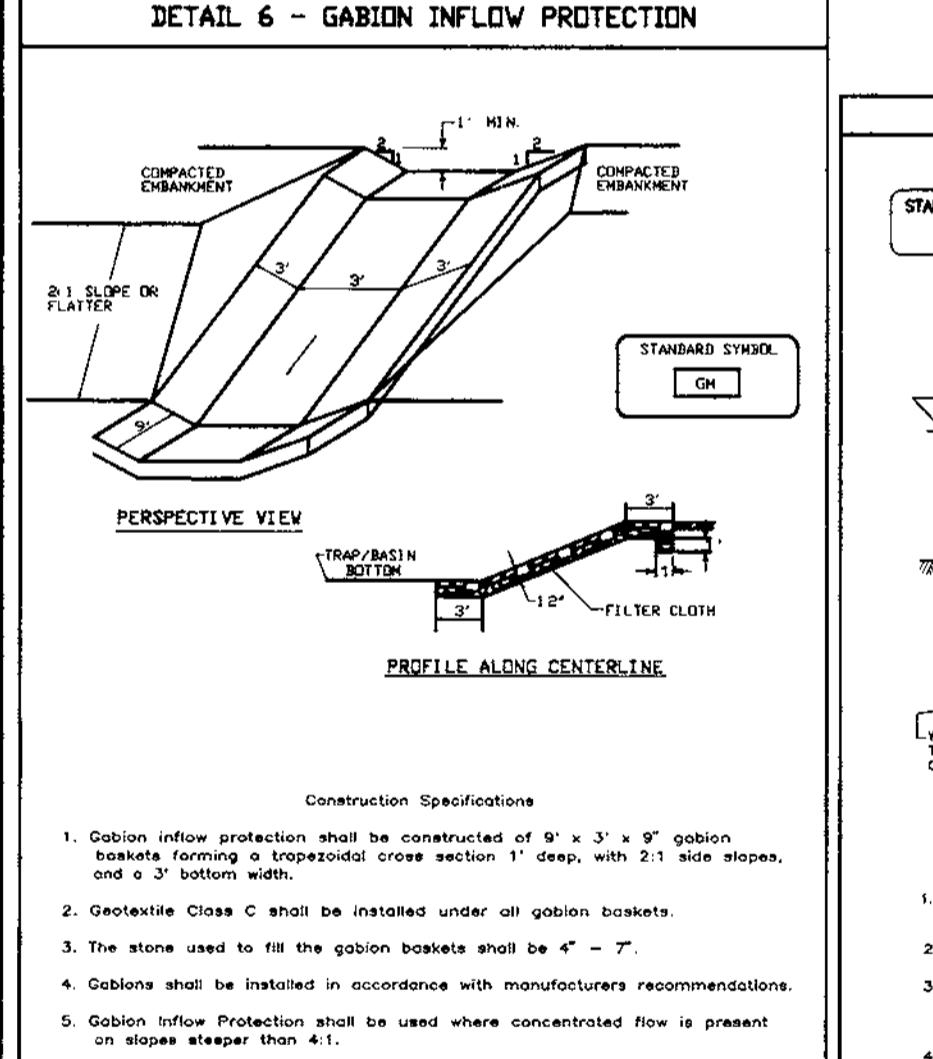 DETAIL 6 - GABION INFLOW PROTECTION
1' MIN.
2
1
1
2
COMPACTED
EMBANKMENT
COMPACTED
EMBANKMENT
3'
3'
3'
2:1 SLOPE OR
FLATTER
9'
STANDARD SYMBOL
GM
PERSPECTIVE VIEW
3'
TRAP/BASIN
BOTTOM
1'
12"
3'
FILTER CLOTH
PROFILE ALONG CENTERLINE
Construction Specifications
1. Gabion inflow protection shall be constructed of 9' x 3' x 9" gabion
baskets forming a trapezoidal cross section 1' deep, with 2:1 side slopes,
and a 3' bottom width.
2. Geotextile Class C shall be installed under all gabion baskets.
3. The stone used to fill the gabion baskets shall be 4" - 7".
4. Gabions shall be installed in accordance with manufacturers recommendations.
5. Gabion Inflow Protection shall be used where concentrated flow is present
on slopes steeper than 4:1.
STA
1.
2
3
4